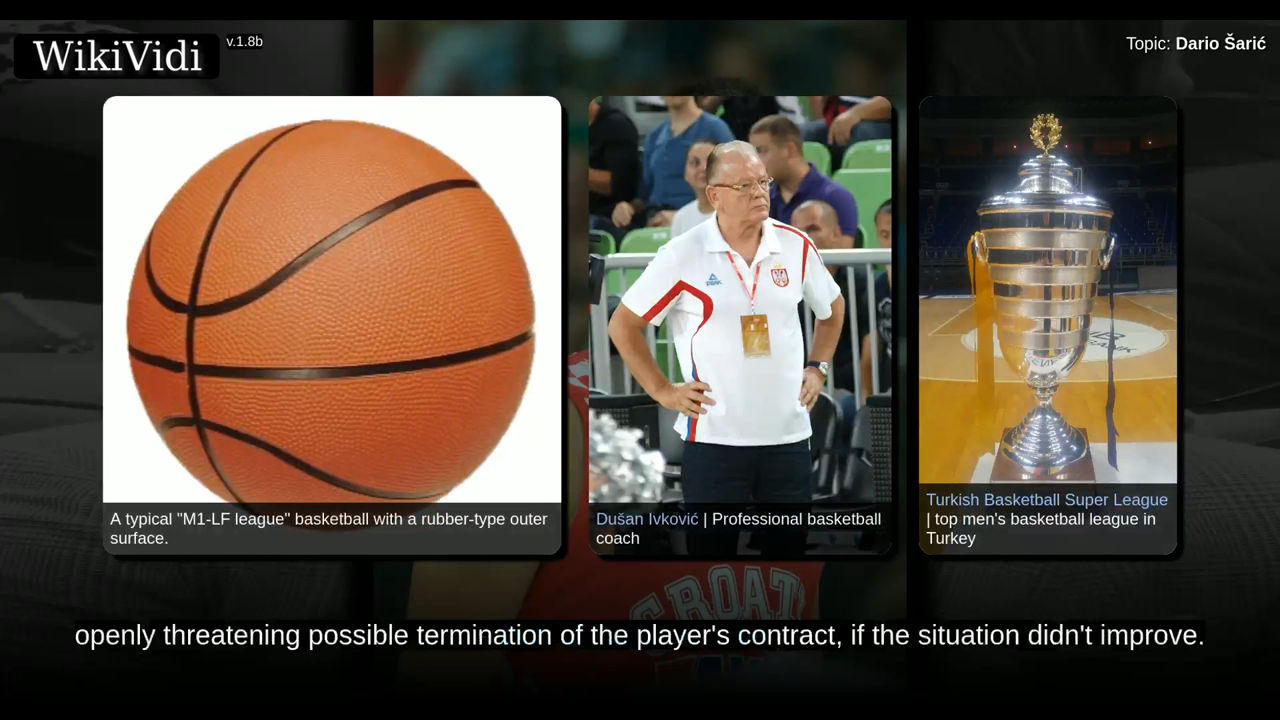 WikiVidi
v.1.8b
Topic: Dario Šarić
A typical "M1-LF league" basketball with a rubber-type outer
surface.
Dušan Ivković | Professional basketball
coach
Turkish Basketball Super League
| top men's basketball league in
Turkey
PEAK
CROATI
openly threatening possible termination of the player's contract, if the situation didn't improve.